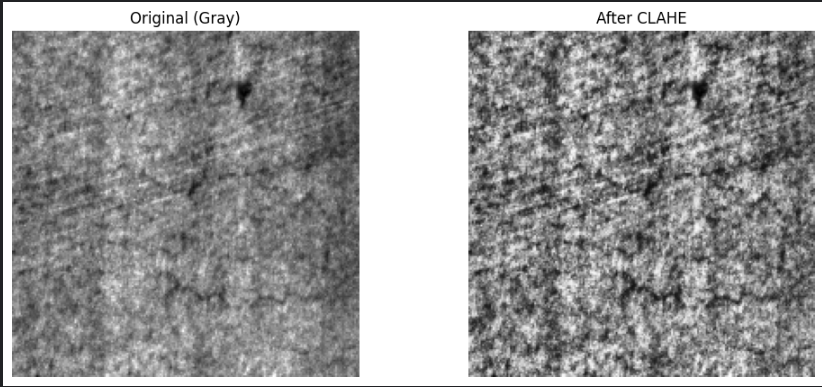 Original (Gray)
After CLAHE